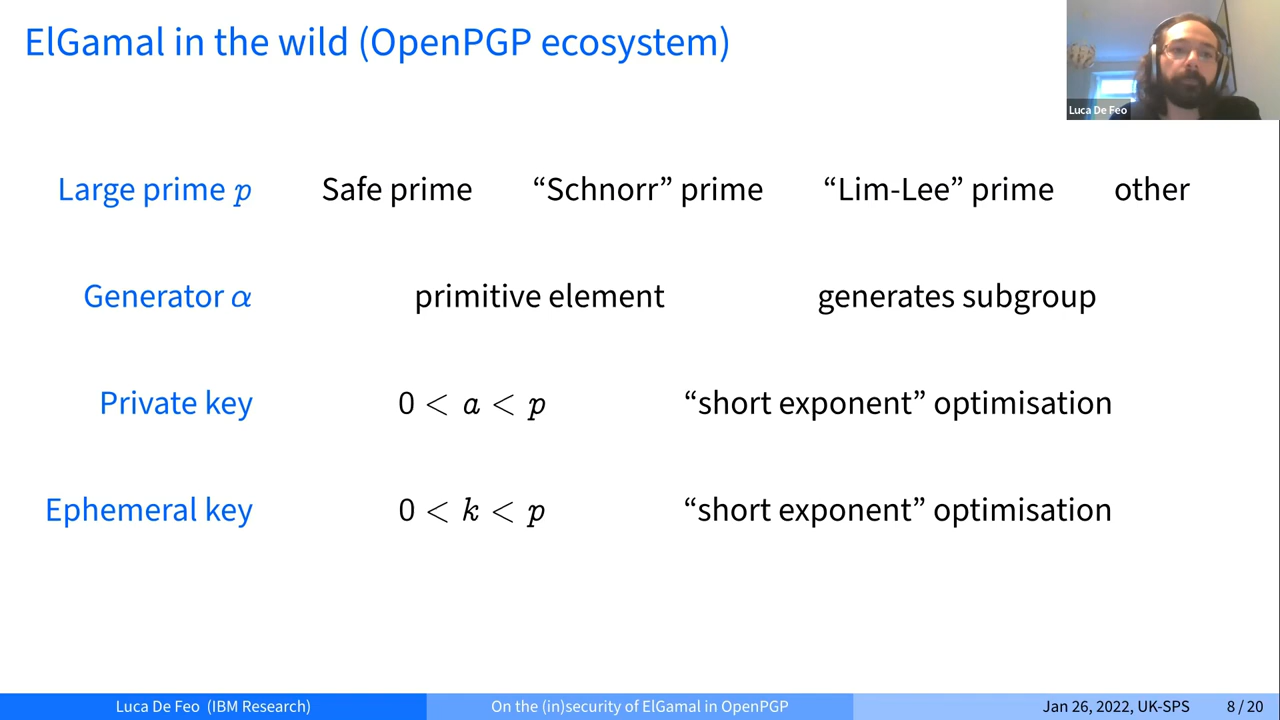 ElGamal in the wild (OpenPGP ecosystem)
Luca De Feo
Large prime p Safe prime “Schnorr” prime “Lim-Lee” prime other
Generator α primitive element generates subgroup
Private key 0 < a < p “short exponent” optimisation
Ephemeral key 0 < k < p “short exponent” optimisation
Luca De Feo (IBM Research) On the (in)security of ElGamal in OpenPGP Jan 26, 2022, UK-SPS 8 / 20